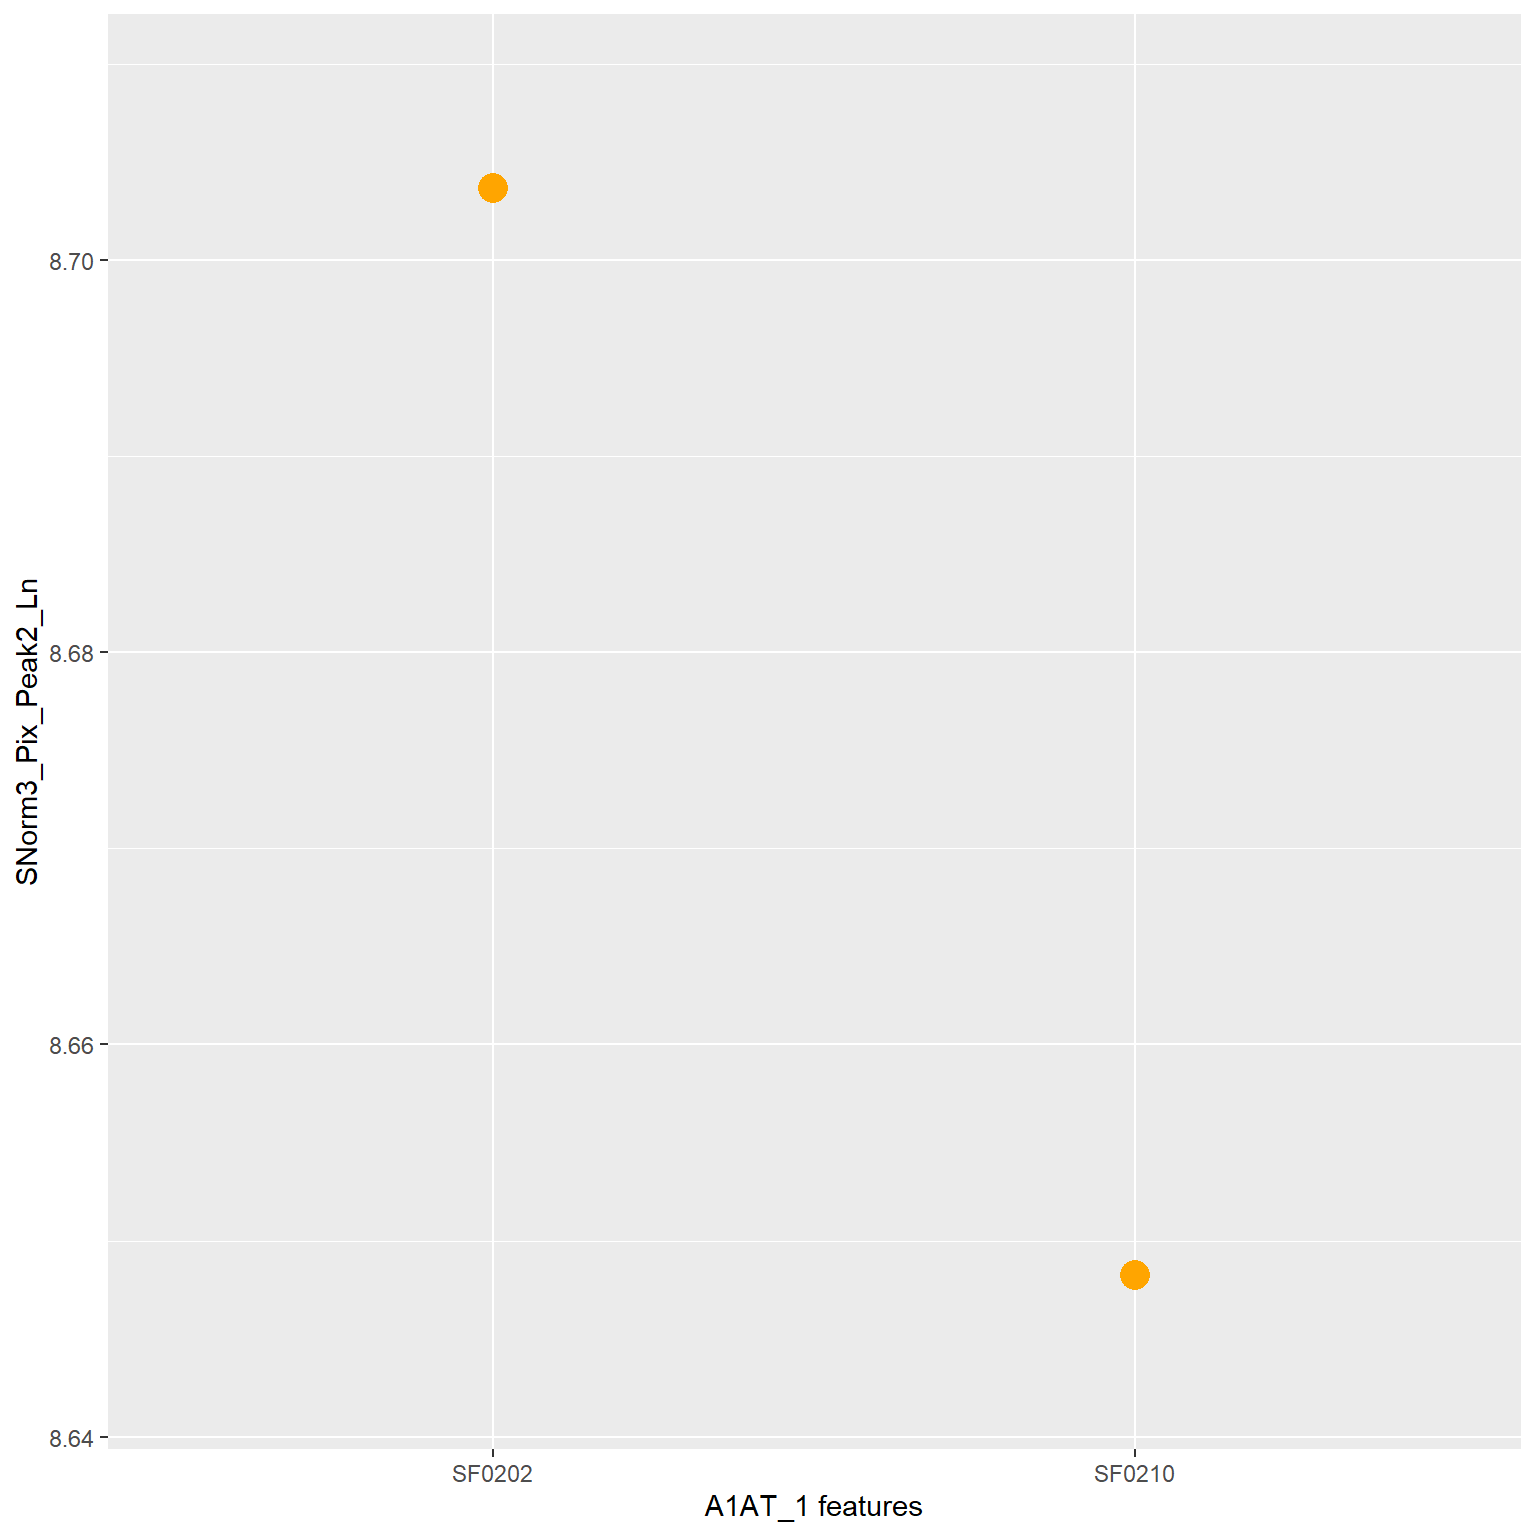 SNorm3_Pix_Peak2_Ln
8.70
8.68
8.66
8.64
SF0202
SF0210
A1AT_1 features